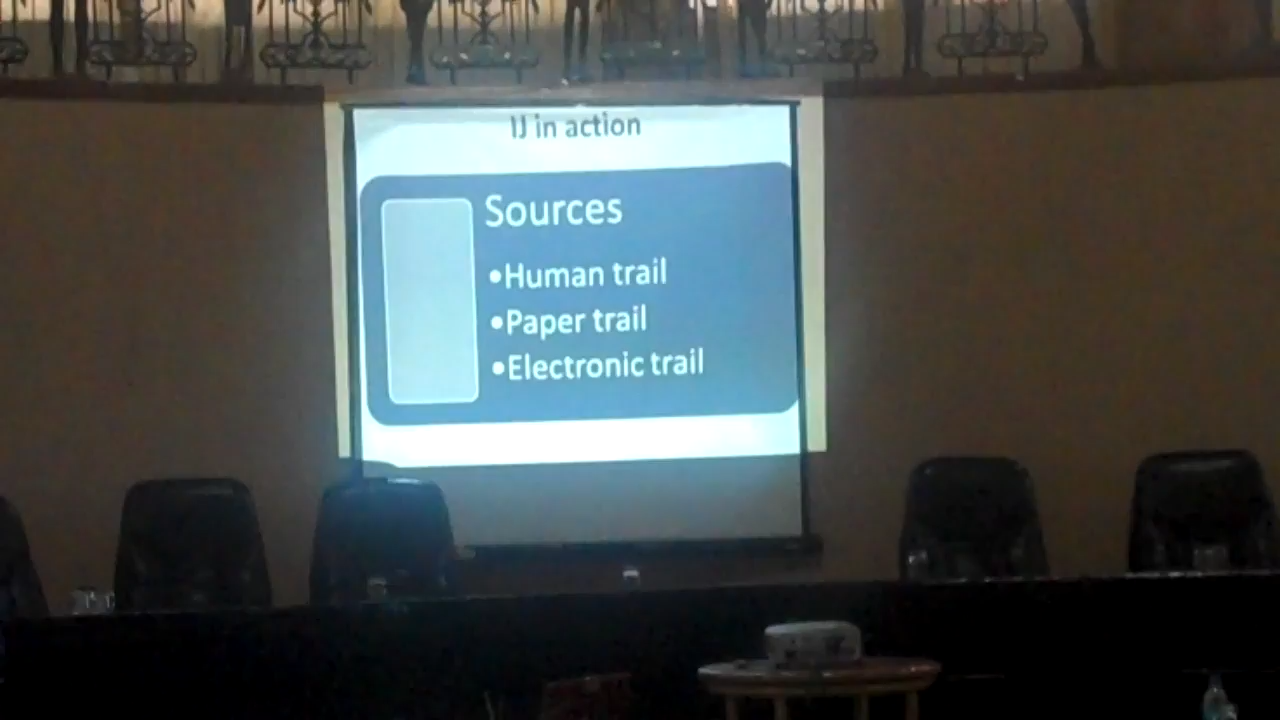 IJ in action
Sources
•Human trail
•Paper trail
•Electronic trail